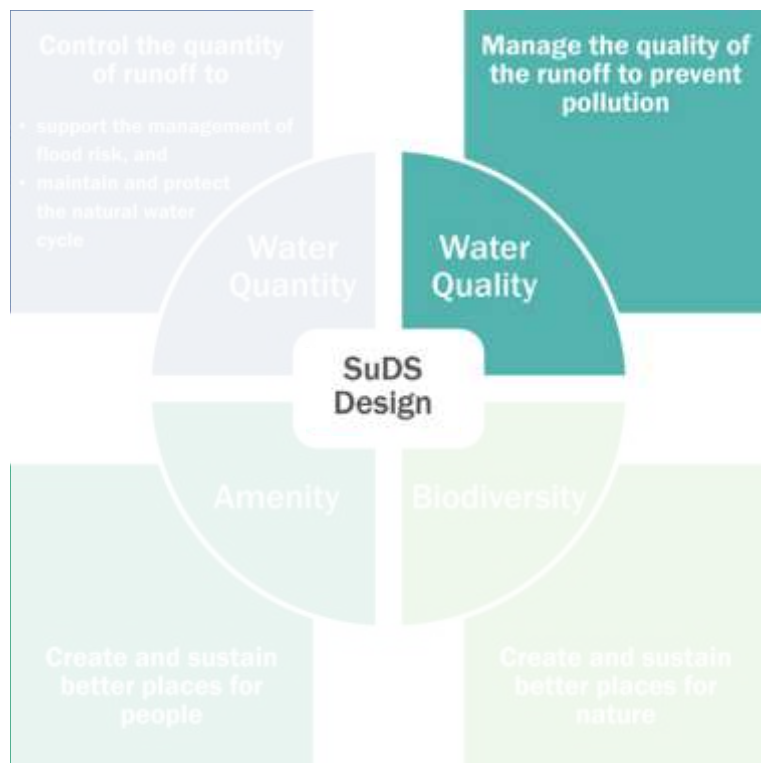 Control the quantity
of runoff to
• support the management of
flood risk, and
• maintain and protect
the natural water
cycle
Water
Quantity
Manage the quality of
the runoff to prevent
pollution
Water
Quality
SuDS
Design
Amenity
Create and sustain
better places for
people
Biodiversity
Create and sustain
better places for
nature